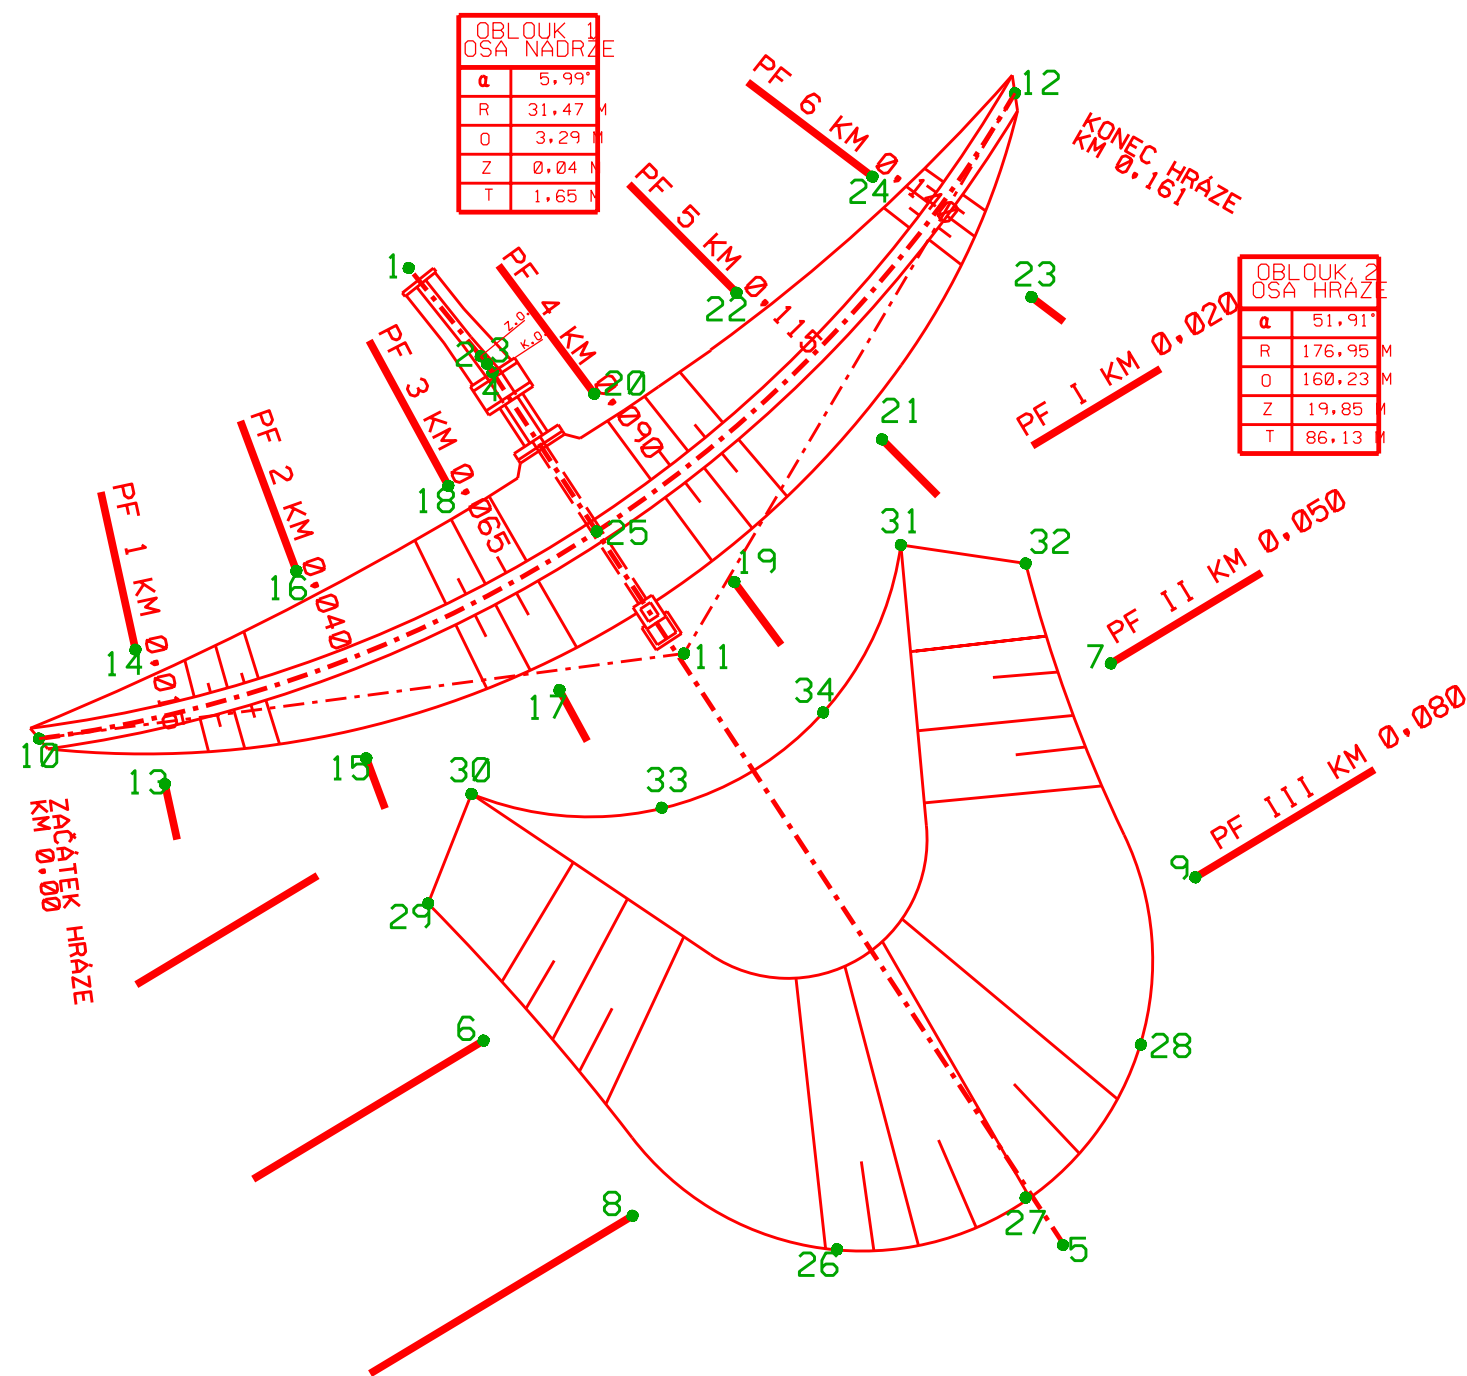 OBLOUK 1
OSA NÁDRŽE
α 5,99°
R 31,47 M
O 3,29 M
Z 0,04 M
T 1,65 M
PF 6 KM 0,140
12
KONEC HRÁZE
KM 0,161
24
PF 5 KM 0,115
22
23
1
PF 4 KM 0,090
Z.O.
K.O.
2
3
4
20
OBLOUK 2
OSA HRÁZE
α 51,91°
R 176,95 M
O 160,23 M
Z 19,85 M
T 86,13 M
PF I KM 0,020
PF 3 KM 0,065
18
21
PF 2 KM 0,040
16
25
19
31
32
PF II KM 0,050
7
PF 1 KM 0,015
14
11
17
34
10
13
15
30
33
PF III KM 0,080
9
ZAČÁTEK HRÁZE
KM 0,00
29
6
28
8
27
5
26